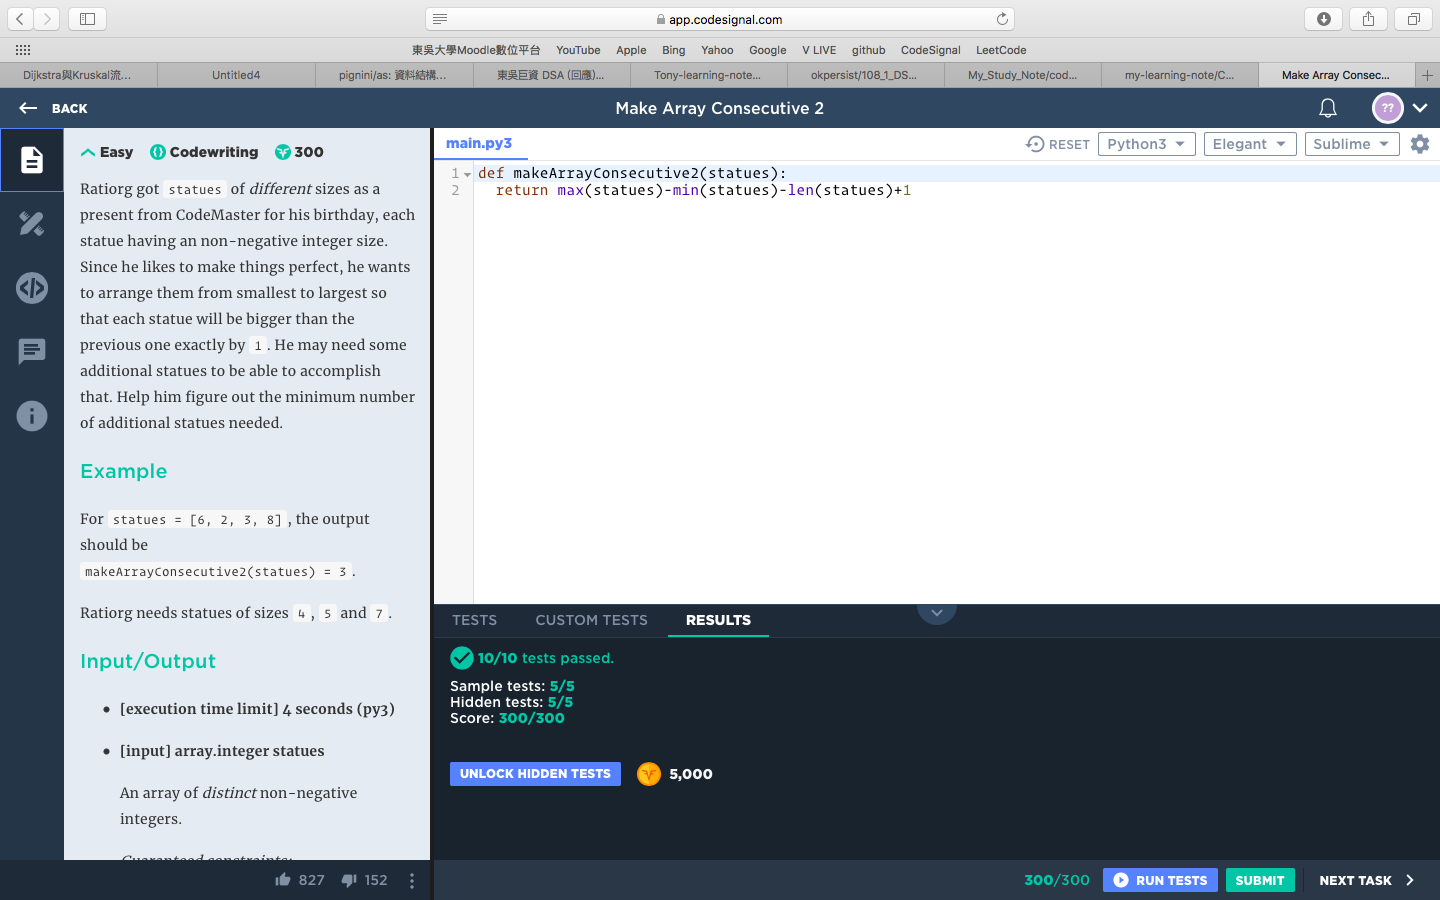 app.codesignal.com
東吳大學Moodle數位平台 YouTube Apple Bing Yahoo Google V LIVE github CodeSignal LeetCode
Dijkstra與Kruskal流... Untitled4 pignini/as: 資料結構... 東吳巨資 DSA (回應)... Tony-learning-note... okpersist/108_1_DS... My_Study_Note/cod... my-learning-note/C... Make Array Consec...
BACK
Make Array Consecutive 2
??
Easy Codewriting 300
Ratiorg got statues of different sizes as a
present from CodeMaster for his birthday, each
statue having an non-negative integer size.
Since he likes to make things perfect, he wants
to arrange them from smallest to largest so
that each statue will be bigger than the
previous one exactly by 1. He may need some
additional statues to be able to accomplish
that. Help him figure out the minimum number
of additional statues needed.
Example
For statues = [6, 2, 3, 8], the output
should be
makeArrayConsecutive2(statues) = 3.
Ratiorg needs statues of sizes 4, 5 and 7.
Input/Output
• [execution time limit] 4 seconds (py3)
• [input] array.integer statues
An array of distinct non-negative
integers.
Guaranteed constraints:
827 152
main.py3
RESET Python3 Elegant Sublime
1 def makeArrayConsecutive2(statues):
2 return max(statues)-min(statues)-len(statues)+1
TESTS CUSTOM TESTS RESULTS
10/10 tests passed.
Sample tests: 5/5
Hidden tests: 5/5
Score: 300/300
UNLOCK HIDDEN TESTS 5,000
300/300 RUN TESTS SUBMIT NEXT TASK